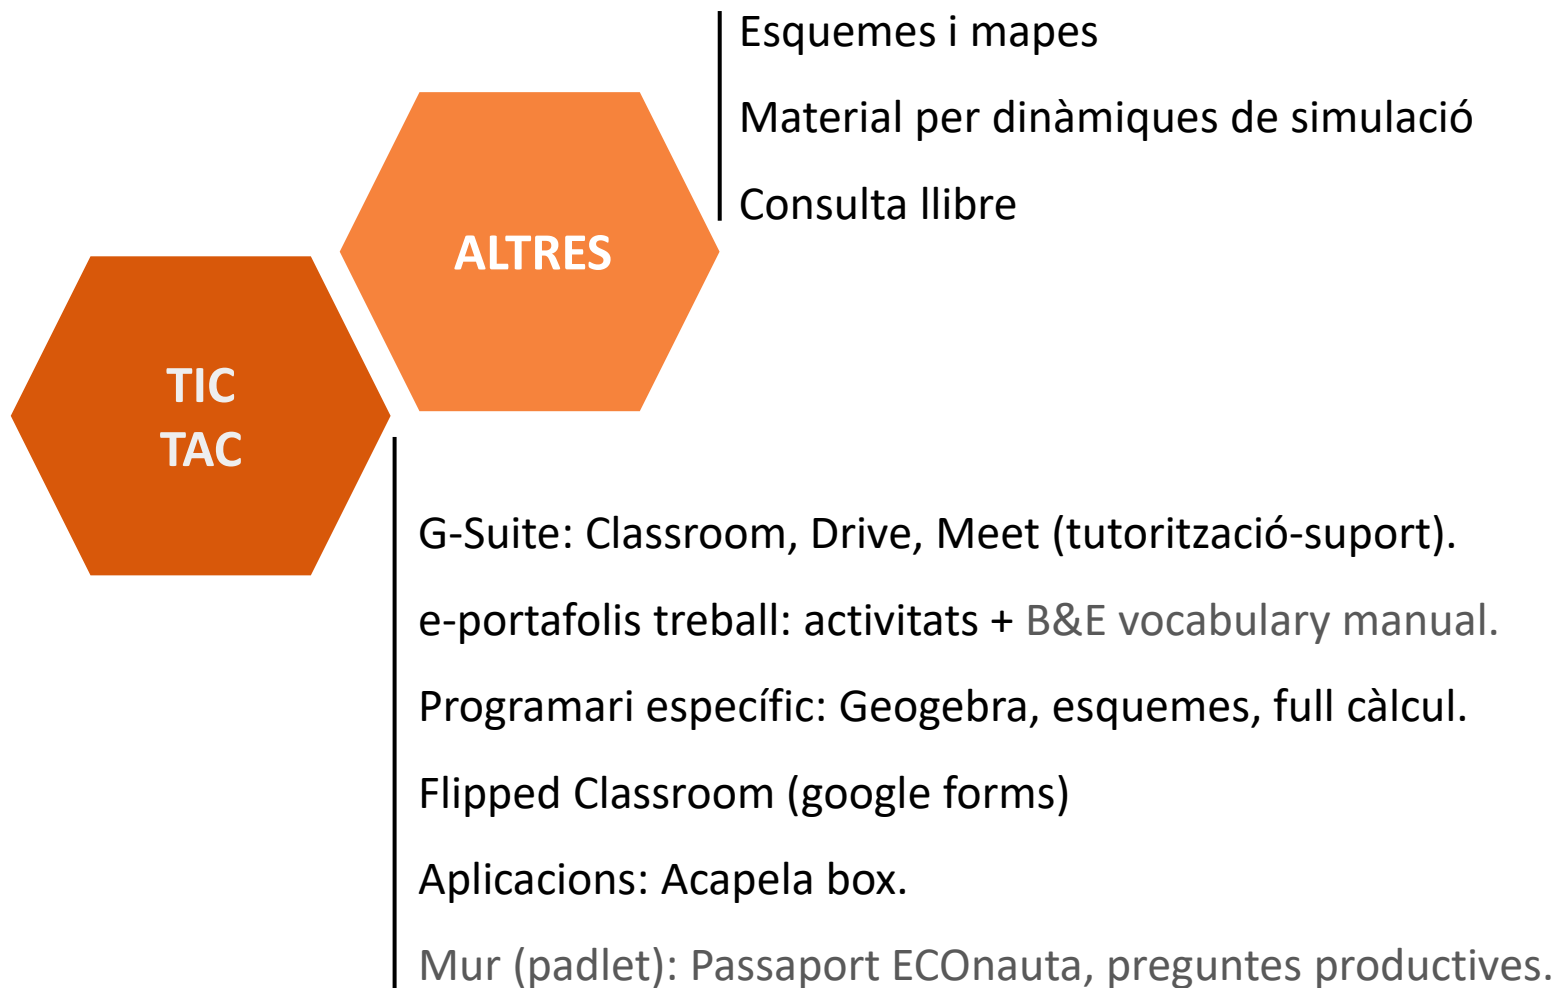 Esquemes i mapes
Material per dinàmiques de simulació
Consulta llibre
ALTRES
TIC
TAC
G-Suite: Classroom, Drive, Meet (tutorització-suport).
e-portafolis treball: activitats + B&E vocabulary manual.
Programari específic: Geogebra, esquemes, full càlcul.
Flipped Classroom (google forms)
Aplicacions: Acapela box.
Mur (padlet): Passaport ECOnauta, preguntes productives.